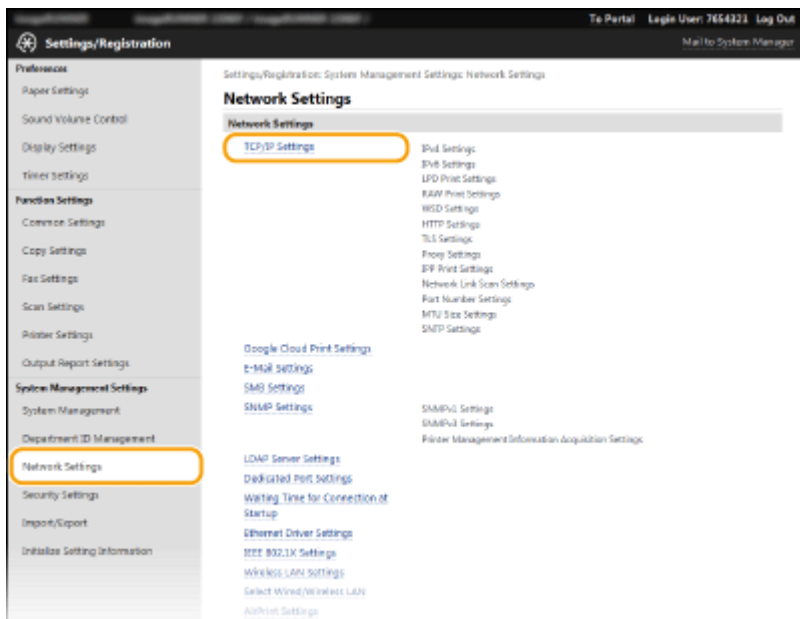 To Portal Login User: 7654321 Log Out
Settings/Registration
Mail to System Manager
Preferences
Paper Settings
Sound Volume Control
Display Settings
Timer Settings
Function Settings
Common Settings
Copy Settings
Fax Settings
Scan Settings
Printer Settings
Output Report Settings
System Management Settings
System Management
Department ID Management
Network Settings
Security Settings
Import/Export
Initialize Setting Information
Settings/Registration: System Management Settings: Network Settings
Network Settings
Network Settings
TCP/IP Settings
IPv4 Settings
IPv6 Settings
LPD Print Settings
RAW Print Settings
WSD Settings
HTTP Settings
TLS Settings
Proxy Settings
IPP Print Settings
Network Link Scan Settings
Port Number Settings
MTU Size Settings
SNTP Settings
Google Cloud Print Settings
E-Mail Settings
SMB Settings
SNMP Settings
SNMPv1 Settings
SNMPv3 Settings
Printer Management Information Acquisition Settings
LDAP Server Settings
Dedicated Port Settings
Waiting Time for Connection at
Startup
Ethernet Driver Settings
IEEE 802.1X Settings
Wireless LAN Settings
Select Wired/Wireless LAN
AirPrint Settings